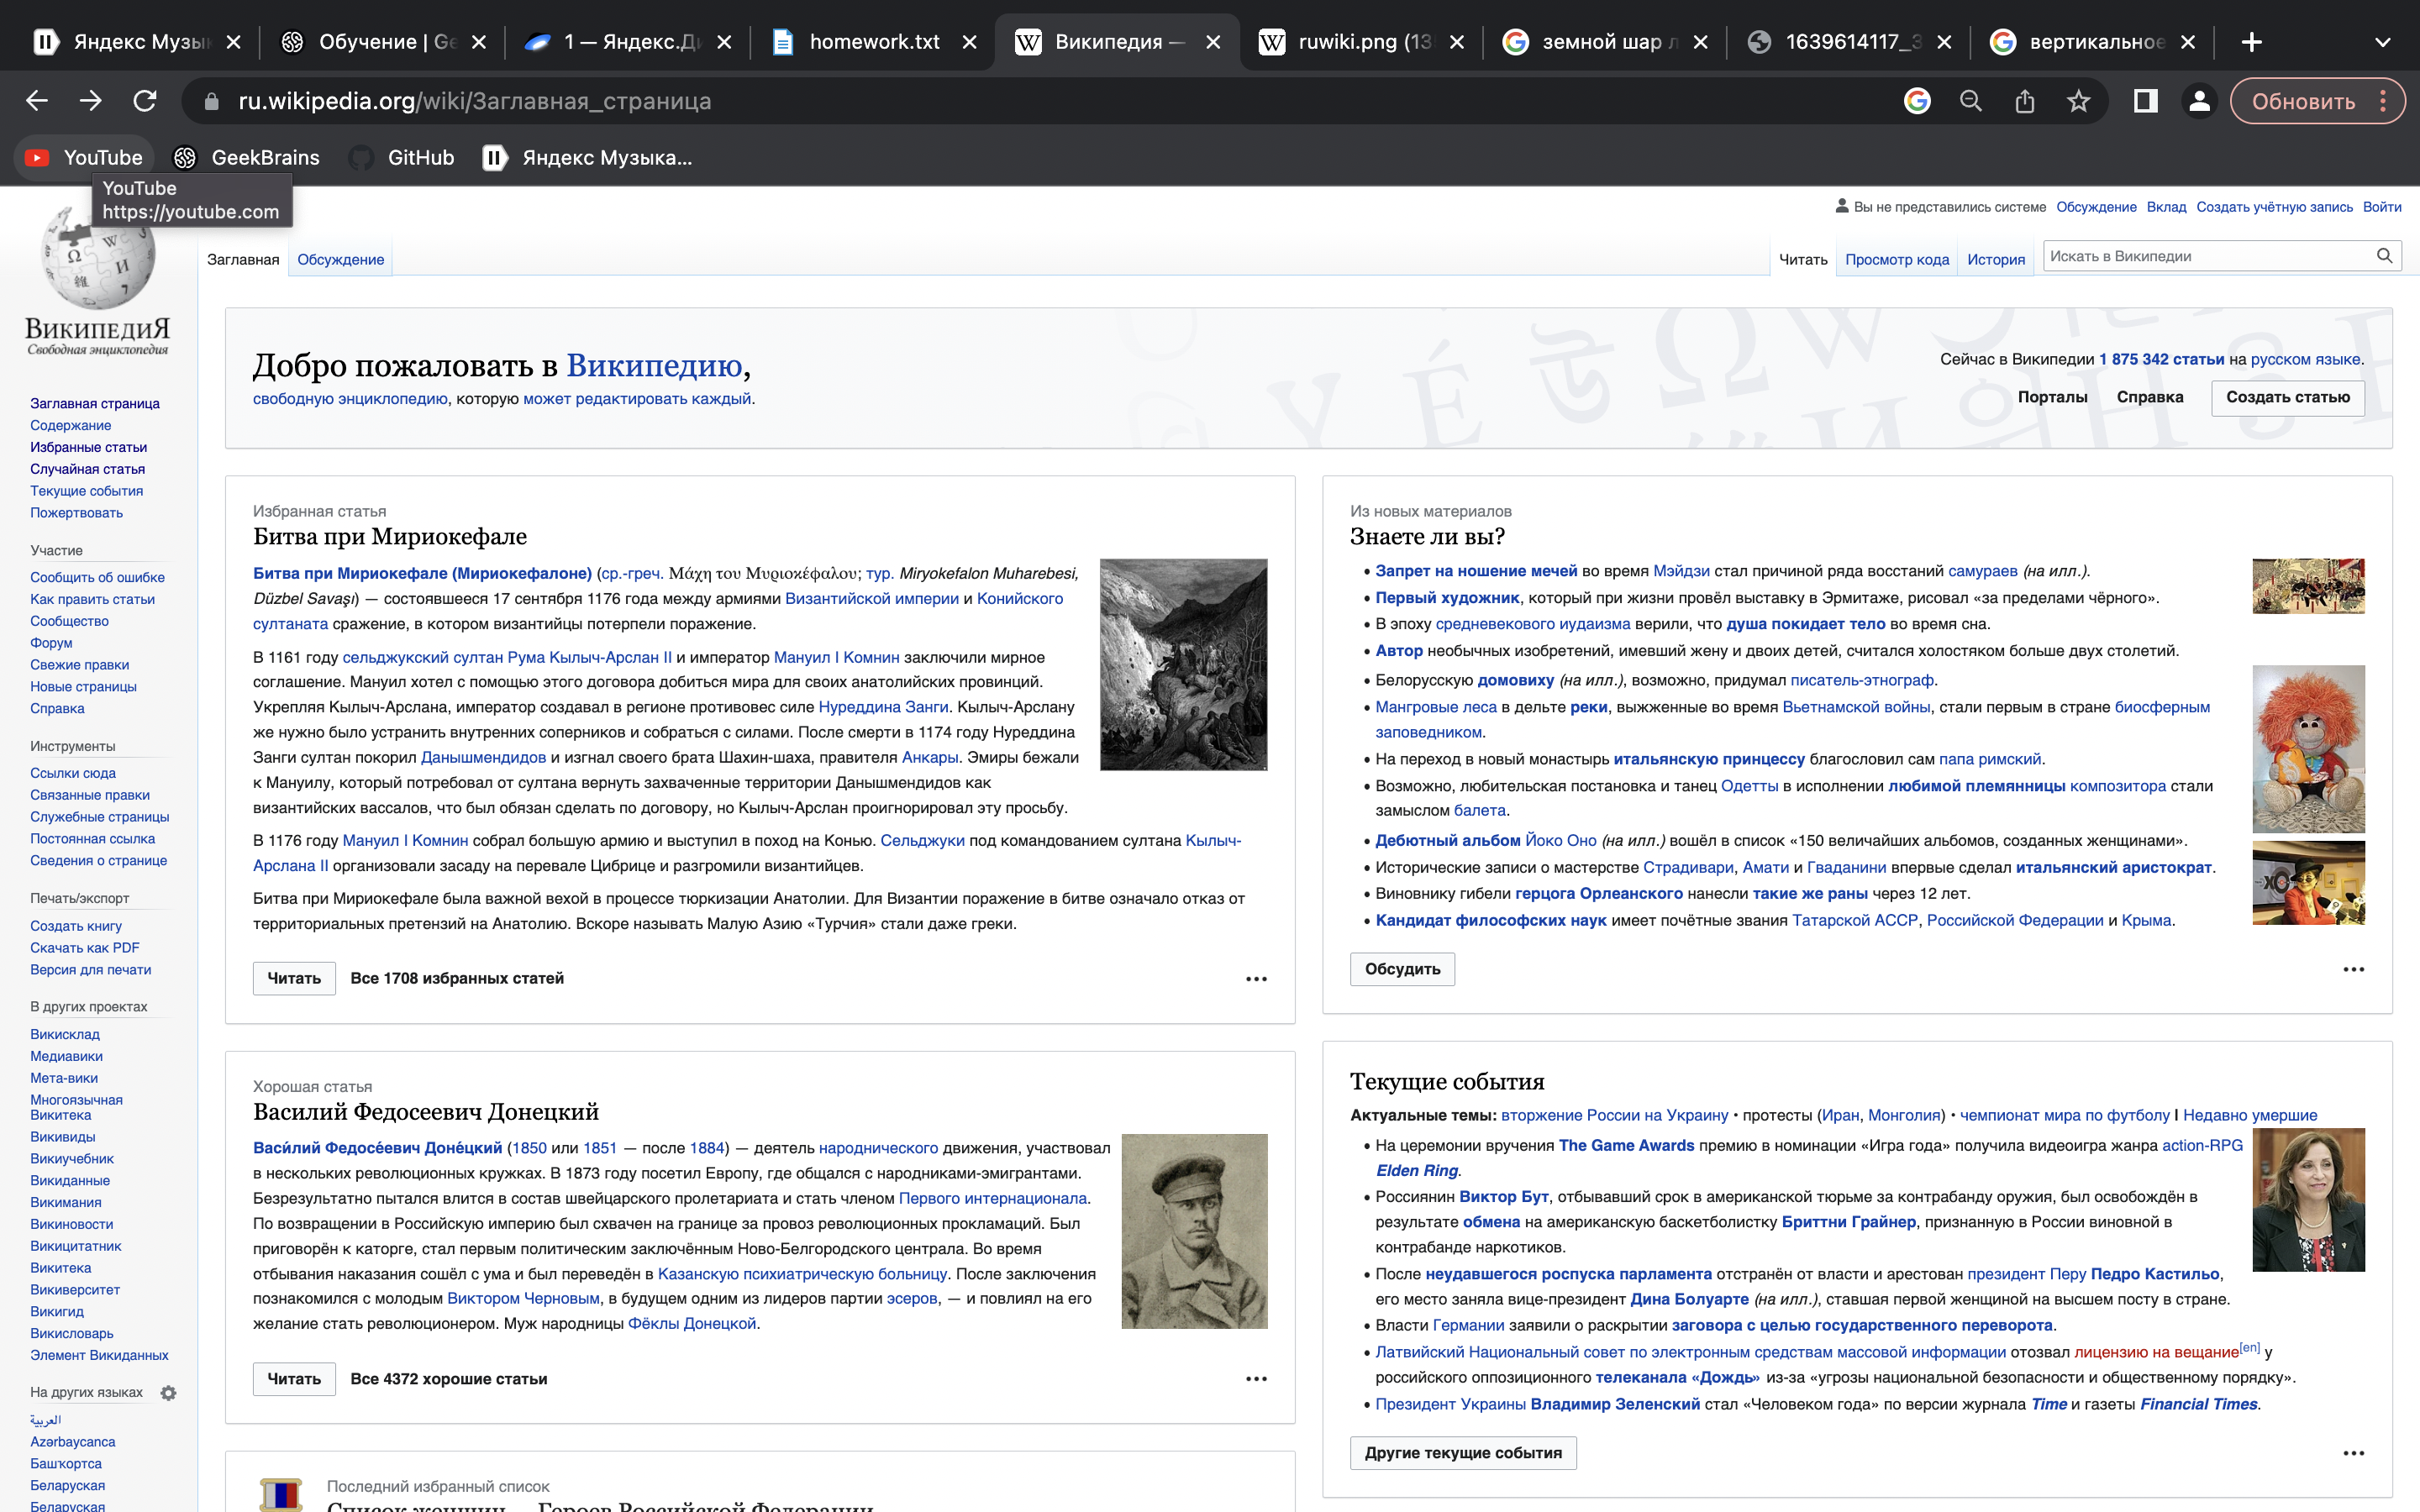 Яндекс Музык
Обучение | Ge
1 — Яндекс.Ди
homework.txt
Википедия —
ruwiki.png (13
земной шар л
1639614117_3
вертикальное
ru.wikipedia.org/wiki/Заглавная_страница
Обновить
YouTube
GeekBrains
GitHub
Яндекс Музыка...
YouTube
https://youtube.com
Вы не представились системе Обсуждение Вклад Создать учётную запись Войти
Заглавная Обсуждение
Читать Просмотр кода История Искать в Википедии
ВикипедиЯ
Свободная энциклопедия
Заглавная страница
Содержание
Избранные статьи
Случайная статья
Текущие события
Пожертвовать
Участие
Сообщить об ошибке
Как править статьи
Сообщество
Форум
Свежие правки
Новые страницы
Справка
Инструменты
Ссылки сюда
Связанные правки
Служебные страницы
Постоянная ссылка
Сведения о странице
Печать/экспорт
Создать книгу
Скачать как PDF
Версия для печати
В других проектах
Викисклад
Медиавики
Мета-вики
Многоязычная
Викитека
Викивиды
Викиучебник
Викиданные
Викимания
Викиновости
Викицитатник
Викитека
Викиверситет
Викигид
Викисловарь
Элемент Викиданных
На других языках
العربية
Azərbaycanca
Башҡортса
Беларуская
Беларуская
Добро пожаловать в Википедию,
свободную энциклопедию, которую может редактировать каждый.
Сейчас в Википедии 1 875 342 статьи на русском языке.
Порталы Справка Создать статью
Избранная статья
Битва при Мириокефале
Битва при Мириокефале (Мириокефалоне) (ср.-греч. Μάχη του Μυριοκέφαλου; тур. Miryokefalon Muharebesi,
Düzbel Savaşı) — состоявшееся 17 сентября 1176 года между армиями Византийской империи и Конийского
султаната сражение, в котором византийцы потерпели поражение.
В 1161 году сельджукский султан Рума Кылыч-Арслан II и император Мануил I Комнин заключили мирное
соглашение. Мануил хотел с помощью этого договора добиться мира для своих анатолийских провинций.
Укрепляя Кылыч-Арслана, император создавал в регионе противовес силе Нуреддина Занги. Кылыч-Арслану
же нужно было устранить внутренних соперников и собраться с силами. После смерти в 1174 году Нуреддина
Занги султан покорил Данышмендидов и изгнал своего брата Шахин-шаха, правителя Анкары. Эмиры бежали
к Мануилу, который потребовал от султана вернуть захваченные территории Данышмендидов как
византийских вассалов, что был обязан сделать по договору, но Кылыч-Арслан проигнорировал эту просьбу.
В 1176 году Мануил I Комнин собрал большую армию и выступил в поход на Конью. Сельджуки под командованием султана Кылыч-
Арслана II организовали засаду на перевале Цибрице и разгромили византийцев.
Битва при Мириокефале была важной вехой в процессе тюркизации Анатолии. Для Византии поражение в битве означало отказ от
территориальных претензий на Анатолию. Вскоре называть Малую Азию «Турция» стали даже греки.
Читать Все 1708 избранных статей
Хорошая статья
Василий Федосеевич Донецкий
Васи́лий Федосе́евич Доне́цкий (1850 или 1851 — после 1884) — деятель народнического движения, участвовал
в нескольких революционных кружках. В 1873 году посетил Европу, где общался с народниками-эмигрантами.
Безрезультатно пытался влится в состав швейцарского пролетариата и стать членом Первого интернационала.
По возвращении в Российскую империю был схвачен на границе за провоз революционных прокламаций. Был
приговорён к каторге, стал первым политическим заключённым Ново-Белгородского централа. Во время
отбывания наказания сошёл с ума и был переведён в Казанскую психиатрическую больницу. После заключения
познакомился с молодым Виктором Черновым, в будущем одним из лидеров партии эсеров, — и повлиял на его
желание стать революционером. Муж народницы Фёклы Донецкой.
Читать Все 4372 хорошие статьи
Последний избранный список
Список женщин — Героев Российской Федерации
Из новых материалов
Знаете ли вы?
• Запрет на ношение мечей во время Мэйдзи стал причиной ряда восстаний самураев (на илл.).
• Первый художник, который при жизни провёл выставку в Эрмитаже, рисовал «за пределами чёрного».
• В эпоху средневекового иудаизма верили, что душа покидает тело во время сна.
• Автор необычных изобретений, имевший жену и двоих детей, считался холостяком больше двух столетий.
• Белорусскую домовиху (на илл.), возможно, придумал писатель-этнограф.
• Мангровые леса в дельте реки, выжженные во время Вьетнамской войны, стали первым в стране биосферным
заповедником.
• На переход в новый монастырь итальянскую принцессу благословил сам папа римский.
• Возможно, любительская постановка и танец Одетты в исполнении любимой племянницы композитора стали
замыслом балета.
• Дебютный альбом Йоко Оно (на илл.) вошёл в список «150 величайших альбомов, созданных женщинами».
• Исторические записи о мастерстве Страдивари, Амати и Гваданини впервые сделал итальянский аристократ.
• Виновнику гибели герцога Орлеанского нанесли такие же раны через 12 лет.
• Кандидат философских наук имеет почётные звания Татарской АССР, Российской Федерации и Крыма.
Обсудить
Текущие события
Актуальные темы: вторжение России на Украину • протесты (Иран, Монголия) • чемпионат мира по футболу | Недавно умершие
• На церемонии вручения The Game Awards премию в номинации «Игра года» получила видеоигра жанра action-RPG
Elden Ring.
• Россиянин Виктор Бут, отбывавший срок в американской тюрьме за контрабанду оружия, был освобождён в
результате обмена на американскую баскетболистку Бриттни Грайнер, признанную в России виновной в
контрабанде наркотиков.
• После неудавшегося роспуска парламента отстранён от власти и арестован президент Перу Педро Кастильо,
его место заняла вице-президент Дина Болуарте (на илл.), ставшая первой женщиной на высшем посту в стране.
• Власти Германии заявили о раскрытии заговора с целью государственного переворота.
• Латвийский Национальный совет по электронным средствам массовой информации отозвал лицензию на вещание[en] у
российского оппозиционного телеканала «Дождь» из-за «угрозы национальной безопасности и общественному порядку».
• Президент Украины Владимир Зеленский стал «Человеком года» по версии журнала Time и газеты Financial Times.
Другие текущие события